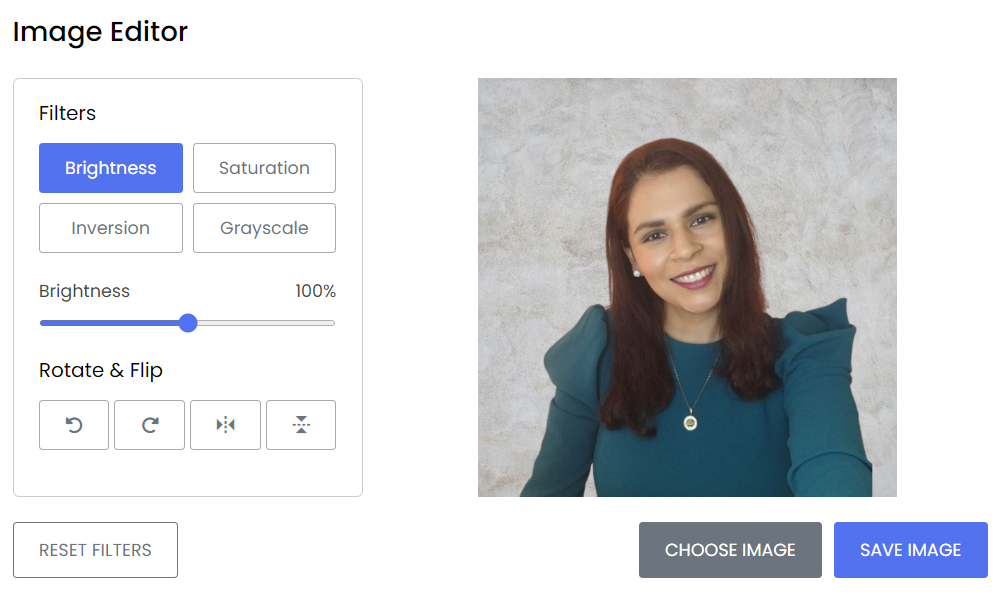 Image Editor
Filters
Brightness
Saturation
Inversion
Grayscale
Brightness 100%
Rotate & Flip
RESET FILTERS
CHOOSE IMAGE
SAVE IMAGE